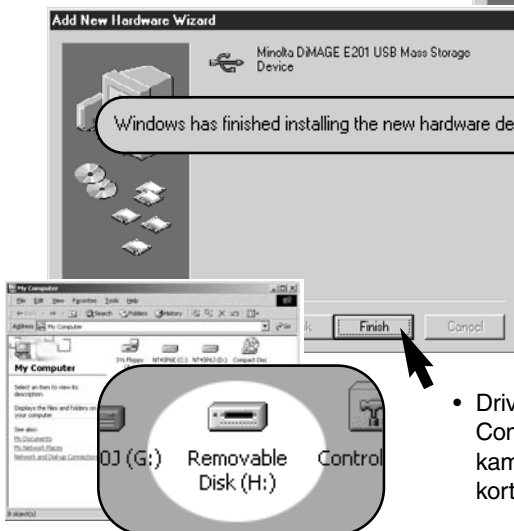 Add New Hardware Wizard
Minolta DiMAGE E201 USB Mass Storage
Device
Windows has finished installing the new hardware de
Finish
Cancel
My Computer
File Edit View Favorites Tools Help
Back
Search Folders History
Address My Computer
3½ Floppy
NT4SP6E (C:) NT4SP6J (D:) Compact Disc
My Computer
Select an item to view its
description.
Displays the files and folders on
your computer
See also:
My Documents
My Network Places
Network and Dial-up Connections
0J (G:)
Removable
Disk (H:)
Control
• Driv
Con
kam
kort